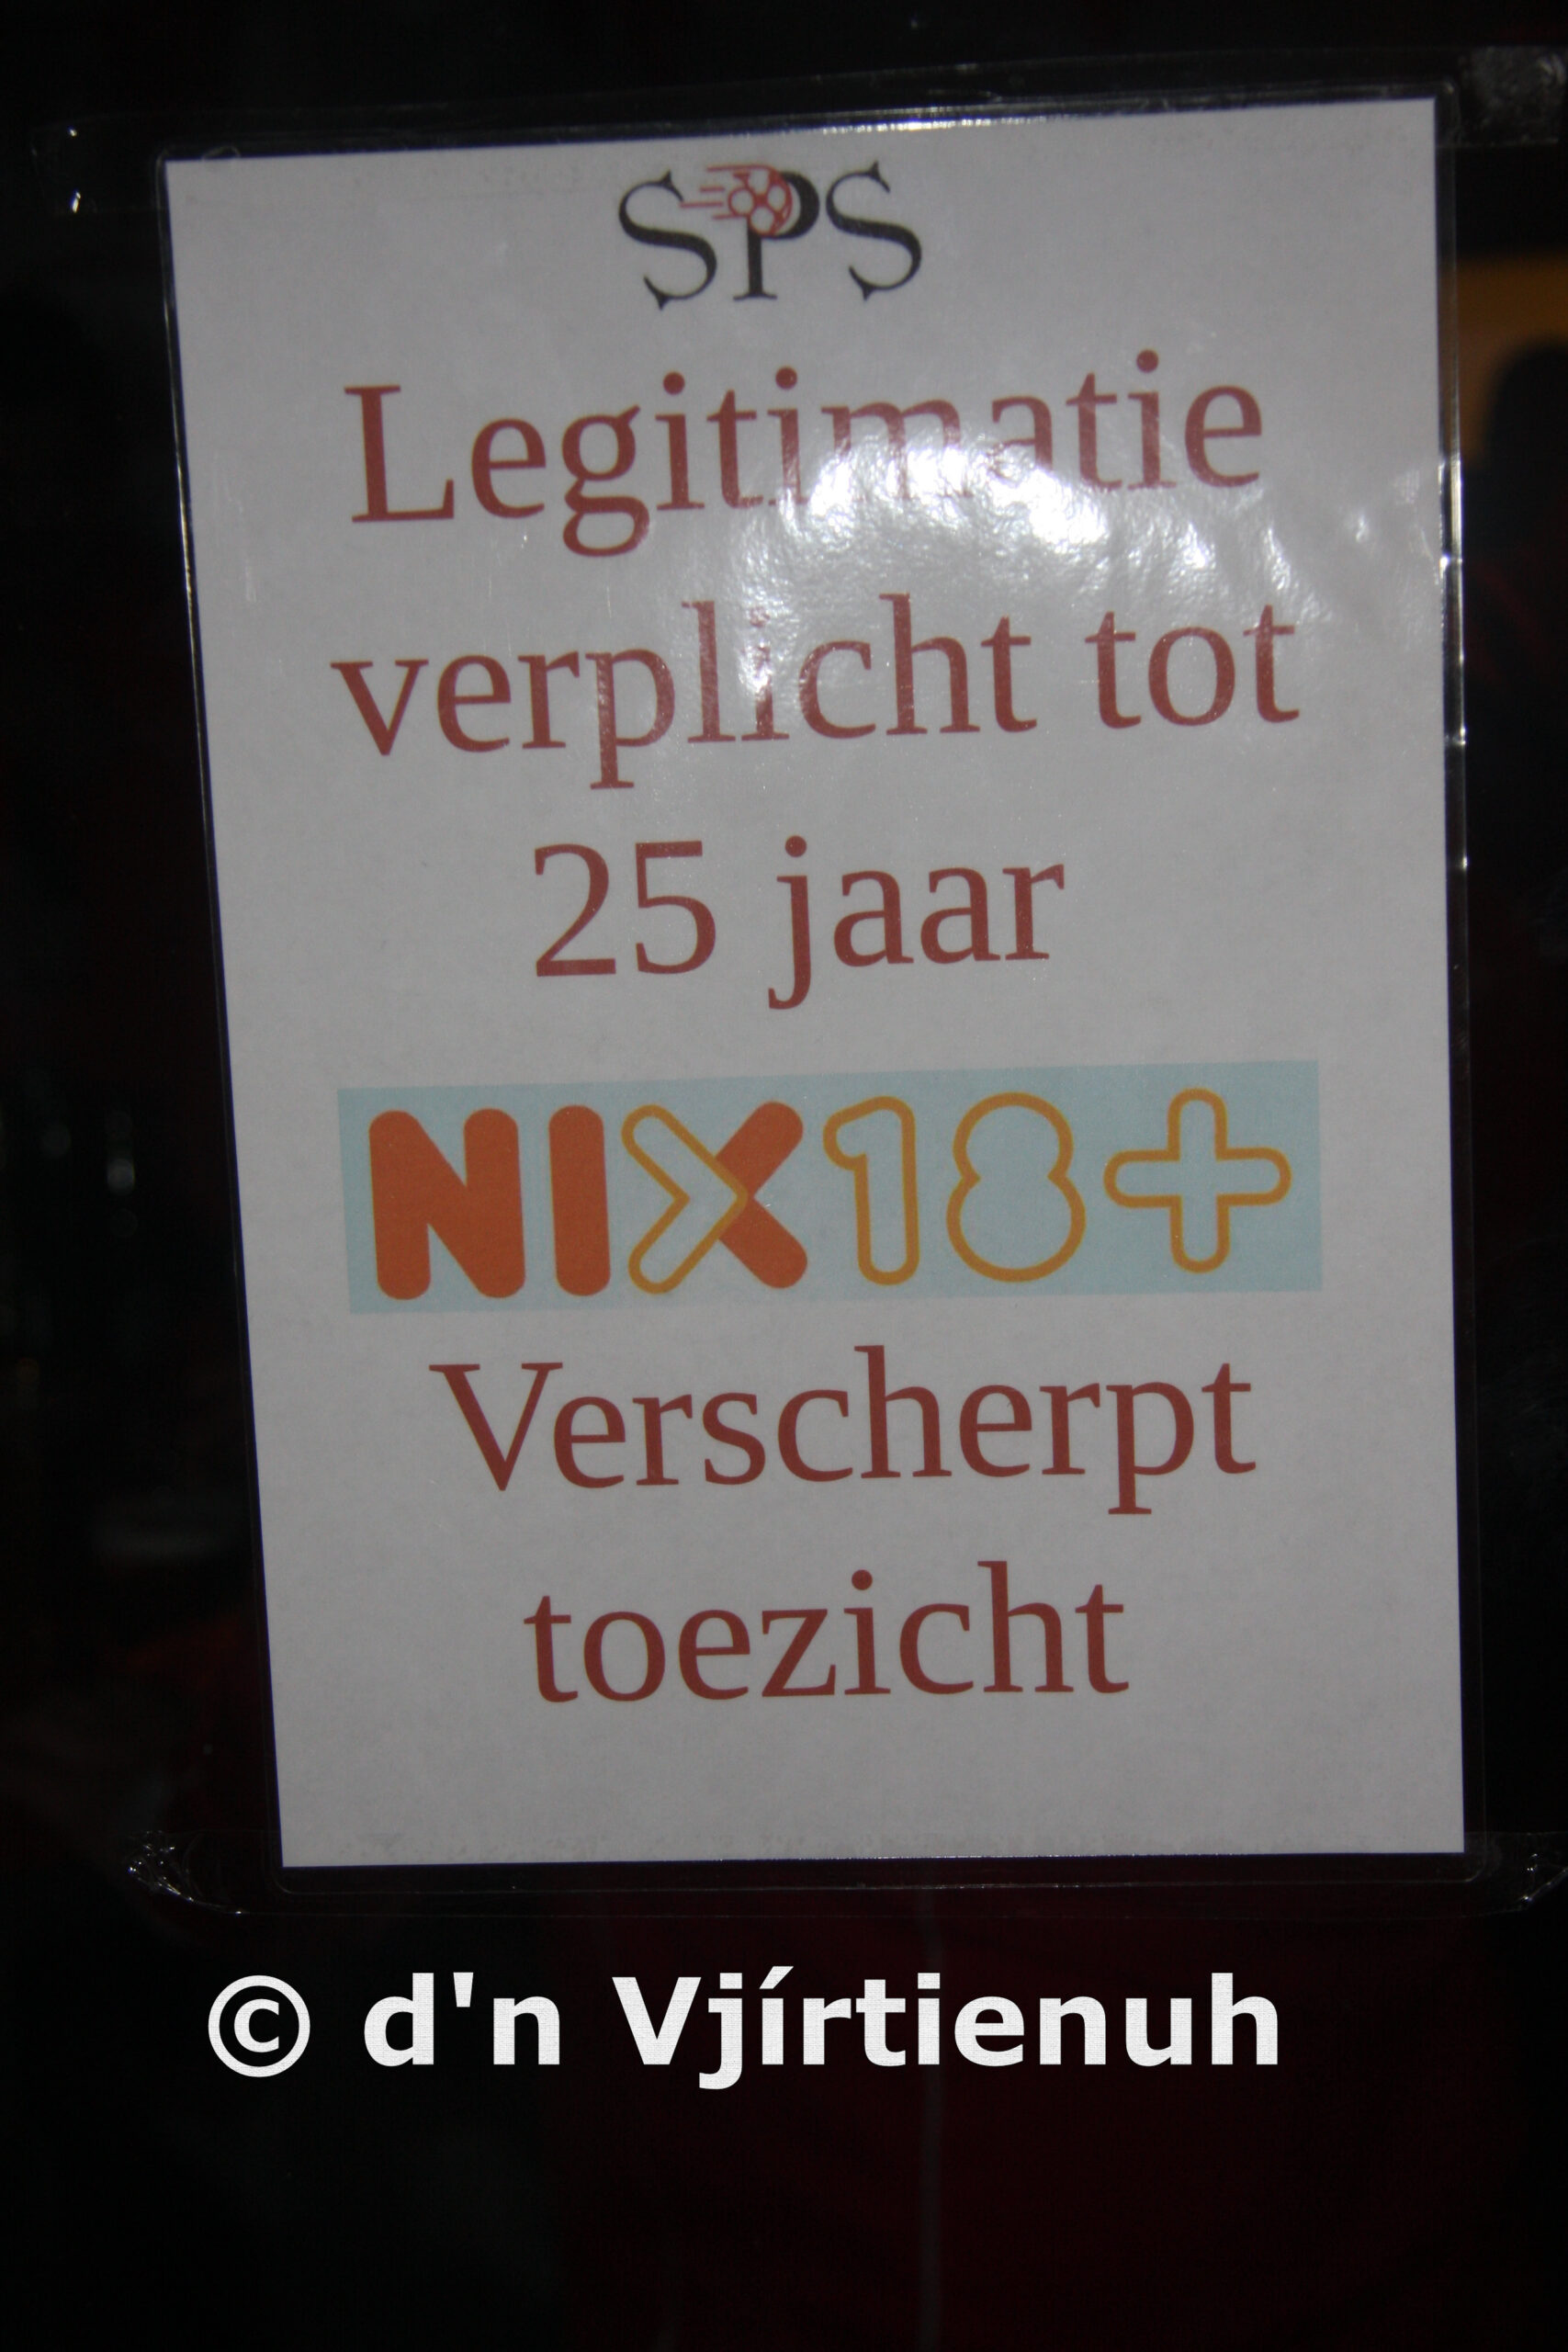 SPS
Legitimatie
verplicht tot
25 jaar
NIX18+
Verscherpt
toezicht
© d'n Vjírtienuh